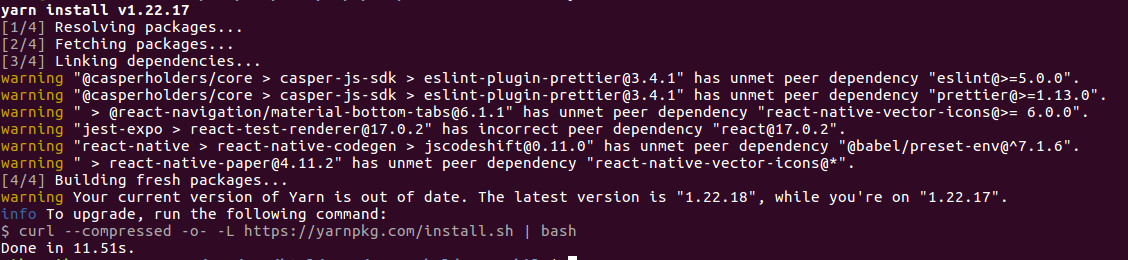 yarn install v1.22.17
[1/4] Resolving packages...
[2/4] Fetching packages...
[3/4] Linking dependencies...
warning "@casperholders/core > casper-js-sdk > eslint-plugin-prettier@3.4.1" has unmet peer dependency "eslint@>=5.0.0".
warning "@casperholders/core > casper-js-sdk > eslint-plugin-prettier@3.4.1" has unmet peer dependency "prettier@>=1.13.0".
warning " > @react-navigation/material-bottom-tabs@6.1.1" has unmet peer dependency "react-native-vector-icons@>= 6.0.0".
warning "jest-expo > react-test-renderer@17.0.2" has incorrect peer dependency "react@17.0.2".
warning "react-native > react-native-codegen > jscodeshift@0.11.0" has unmet peer dependency "@babel/preset-env@^7.1.6".
warning " > react-native-paper@4.11.2" has unmet peer dependency "react-native-vector-icons@*".
[4/4] Building fresh packages...
warning Your current version of Yarn is out of date. The latest version is "1.22.18", while you're on "1.22.17".
info To upgrade, run the following command:
$ curl --compressed -o- -L https://yarnpkg.com/install.sh | bash
Done in 11.51s.